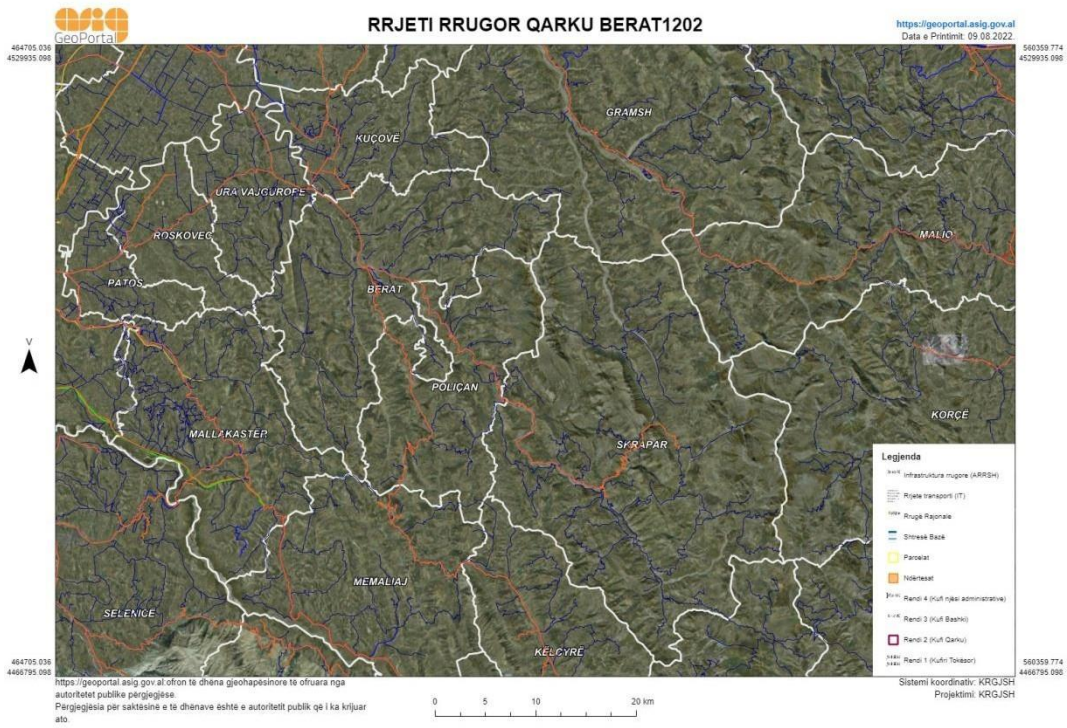 asig
GeoPortal
RRJETI RRUGOR QARKU BERAT1202
https://geoportal.asig.gov.al
Data e Printimit: 09.08.2022.
464705.036
4529935.098
560359.774
4529935.098
GRAMSH
KUÇOVË
URA VAJGURORE
ROSKOVEC
MALIQ
PATOS
BERAT
V
POLIÇAN
KORÇË
MALLAKASTËR
SKRAPAR
Legjenda
Infrastruktura rrugore (ARRSH)
Rrjete transporti (IT)
Rrugë Rajonale
Shtresë Bazë
Parcelat
Ndërtesat
Rendi 4 (Kufi njësi administrative)
Rendi 3 (Kufi Bashki)
Rendi 2 (Kufi Qarku)
Rendi 1 (Kufiri Tokësor)
MEMALIAJ
SELENICË
KËLCYRË
464705.036
4466795.098
560359.774
4466795.098
https://geoportal.asig.gov.al ofron të dhëna gjeohapësinore të ofruara nga
autoritetet publike përgjegjëse.
Përgjegjësia për saktësinë e të dhënave është e autoritetit publik që i ka krijuar
ato.
0 5 10 20 km
Sistemi koordinativ: KRGJSH
Projektimi: KRGJSH